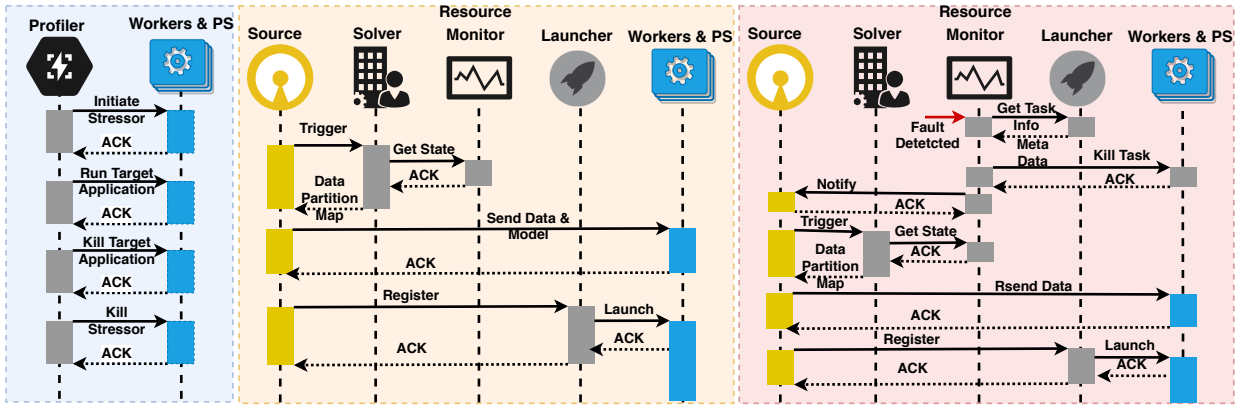 Profiler
Workers & PS
Initiate
Stressor
ACK
Run Target
Application
ACK
Kill Target
Application
ACK
Kill
Stressor
ACK
Source
Solver
Resource
Monitor
Launcher
Workers & PS
Trigger
Get State
ACK
Data
Partition
Map
Send Data &
Model
ACK
Register
Launch
ACK
ACK
Source
Solver
Resource
Monitor
Launcher
Workers & PS
Fault
Detetcted
Get Task
Info
Meta
Data
Kill Task
ACK
Notify
ACK
Trigger
Get State
ACK
Data
Partition
Map
Rsend Data
ACK
Register
Launch
ACK
ACK